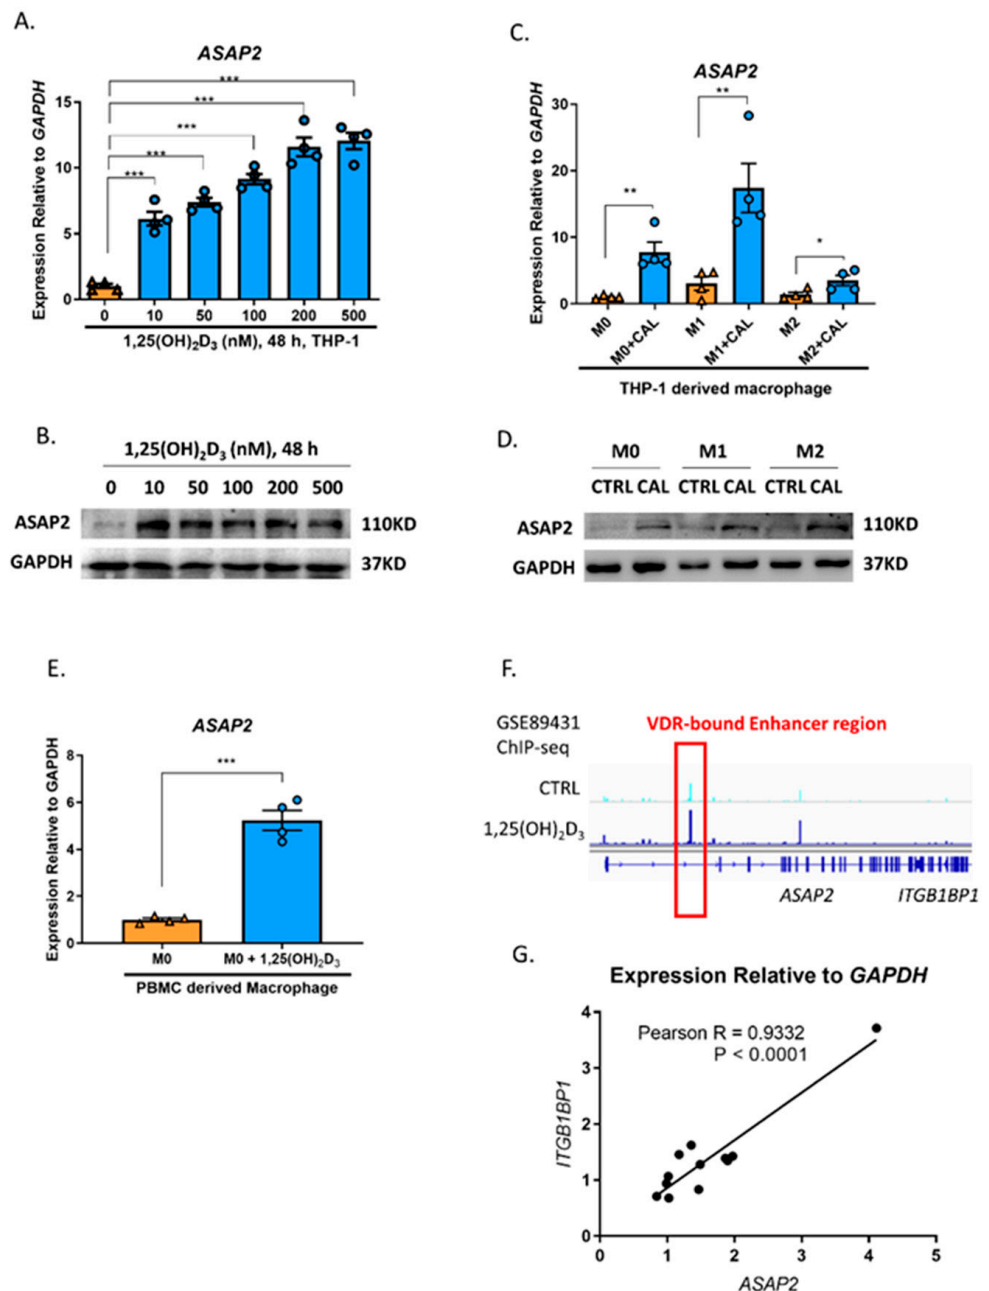 A.
ASAP2
Expression Relative to GAPDH
15
10
5
0
***
***
***
***
***
0 10 50 100 200 500
1,25(OH)₂D₃ (nM), 48 h, THP-1
C.
ASAP2
Expression Relative to GAPDH
30
20
10
0
**
**
*
M0 M0+CAL M1 M1+CAL M2 M2+CAL
THP-1 derived macrophage
B.
1,25(OH)₂D₃ (nM), 48 h
0 10 50 100 200 500
ASAP2 110KD
GAPDH 37KD
D.
M0 M1 M2
CTRL CAL CTRL CAL CTRL CAL
ASAP2 110KD
GAPDH 37KD
E.
ASAP2
Expression Relative to GAPDH
8
6
4
2
0
***
M0 M0 + 1,25(OH)₂D₃
PBMC derived Macrophage
F.
GSE89431
ChIP-seq
VDR-bound Enhancer region
CTRL
1,25(OH)₂D₃
ASAP2 ITGB1BP1
G.
Expression Relative to GAPDH
Pearson R = 0.9332
P < 0.0001
ITGB1BP1
4
3
2
1
0
0 1 2 3 4 5
ASAP2